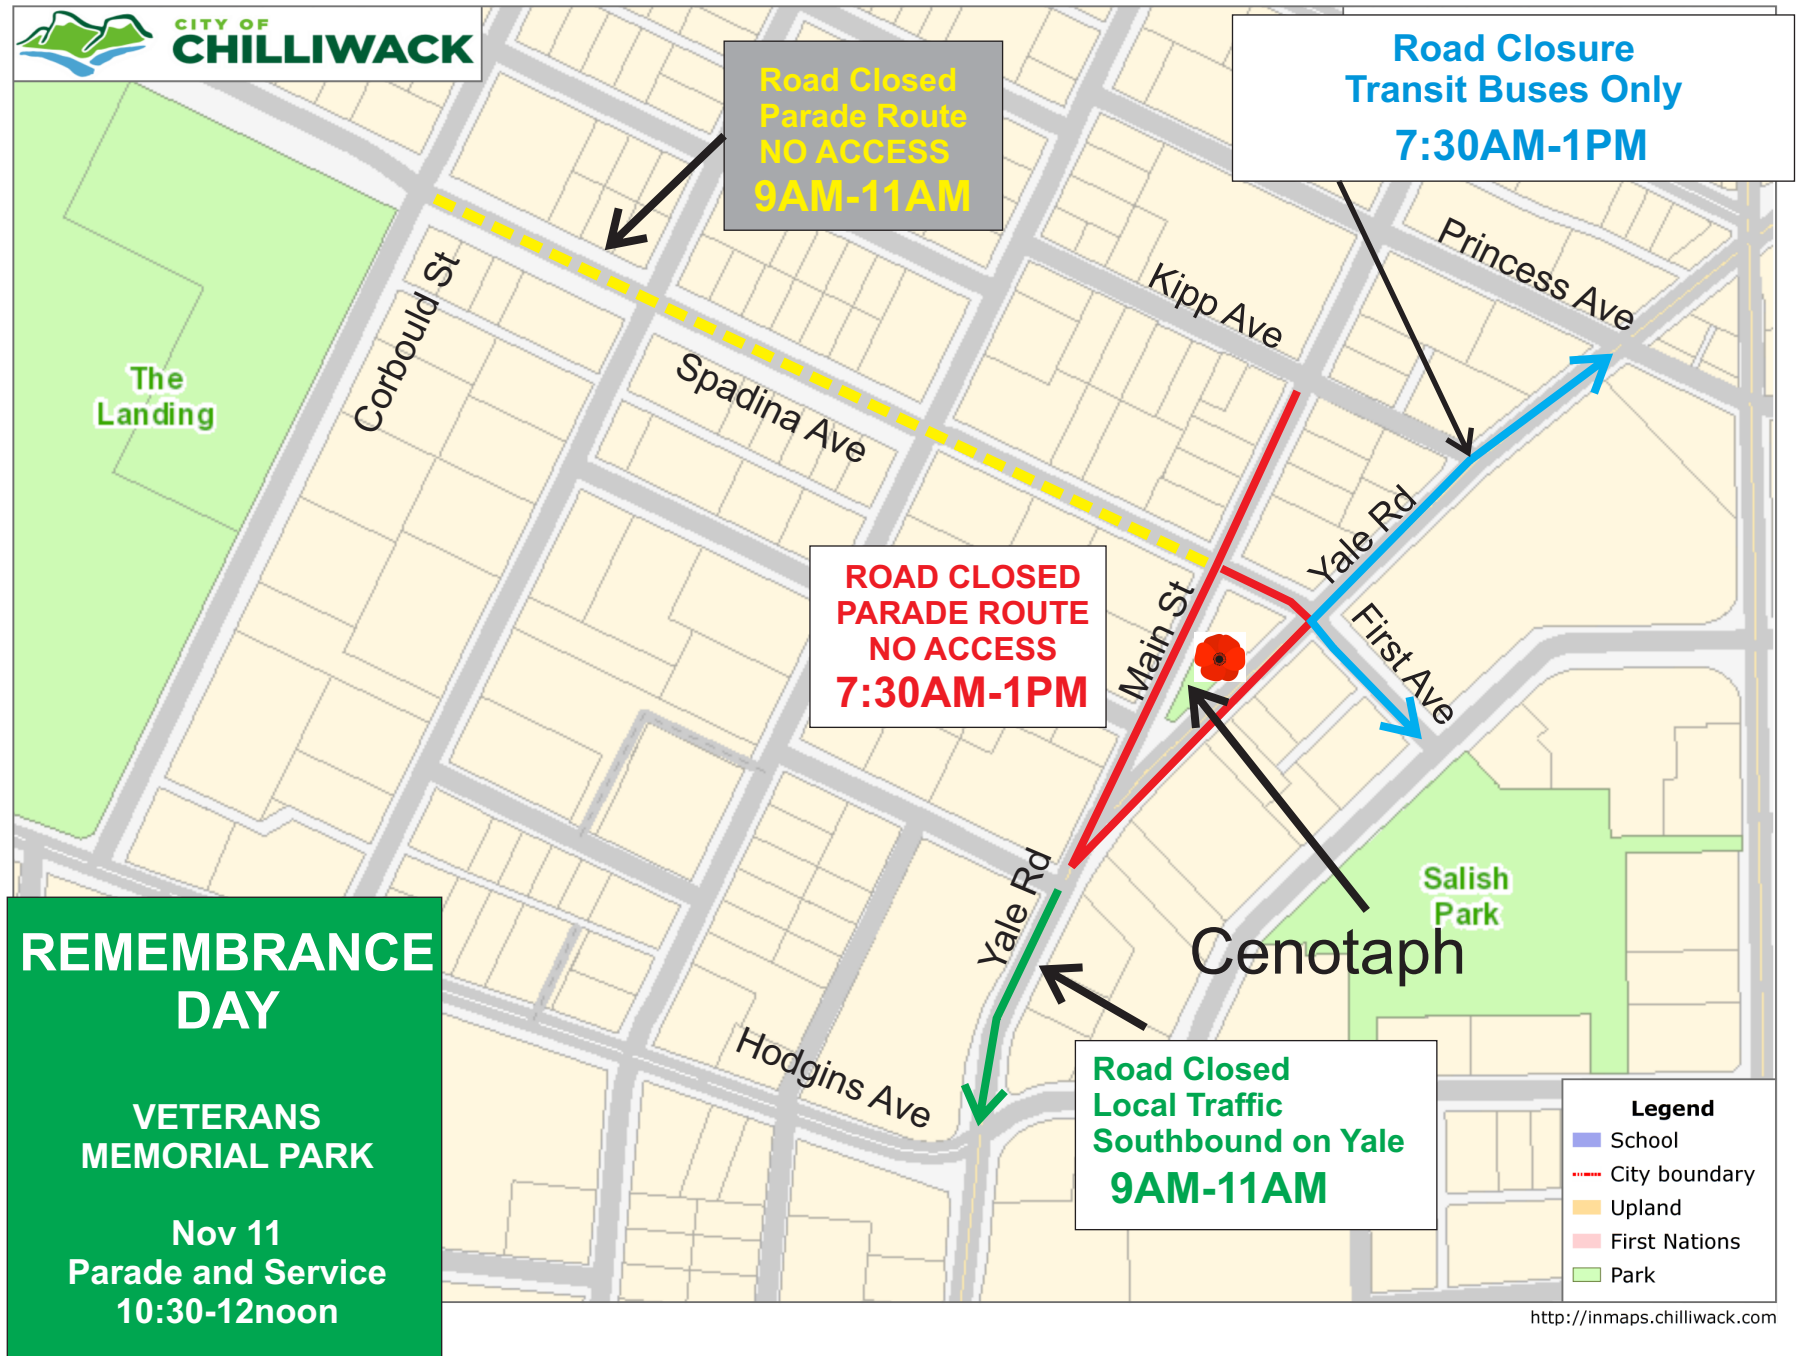 CITY OF
CHILLIWACK
Road Closed
Parade Route
NO ACCESS
9AM-11AM
Road Closure
Transit Buses Only
7:30AM-1PM
Princess Ave
Kipp Ave
Corbould St
The
Landing
Spadina Ave
Yale Rd
ROAD CLOSED
PARADE ROUTE
NO ACCESS
7:30AM-1PM
Main St
First Ave
Yale Rd
Salish
Park
Cenotaph
REMEMBRANCE
DAY
VETERANS
MEMORIAL PARK
Nov 11
Parade and Service
10:30-12noon
Hodgins Ave
Road Closed
Local Traffic
Southbound on Yale
9AM-11AM
Legend
School
City boundary
Upland
First Nations
Park
http://inmaps.chilliwack.com